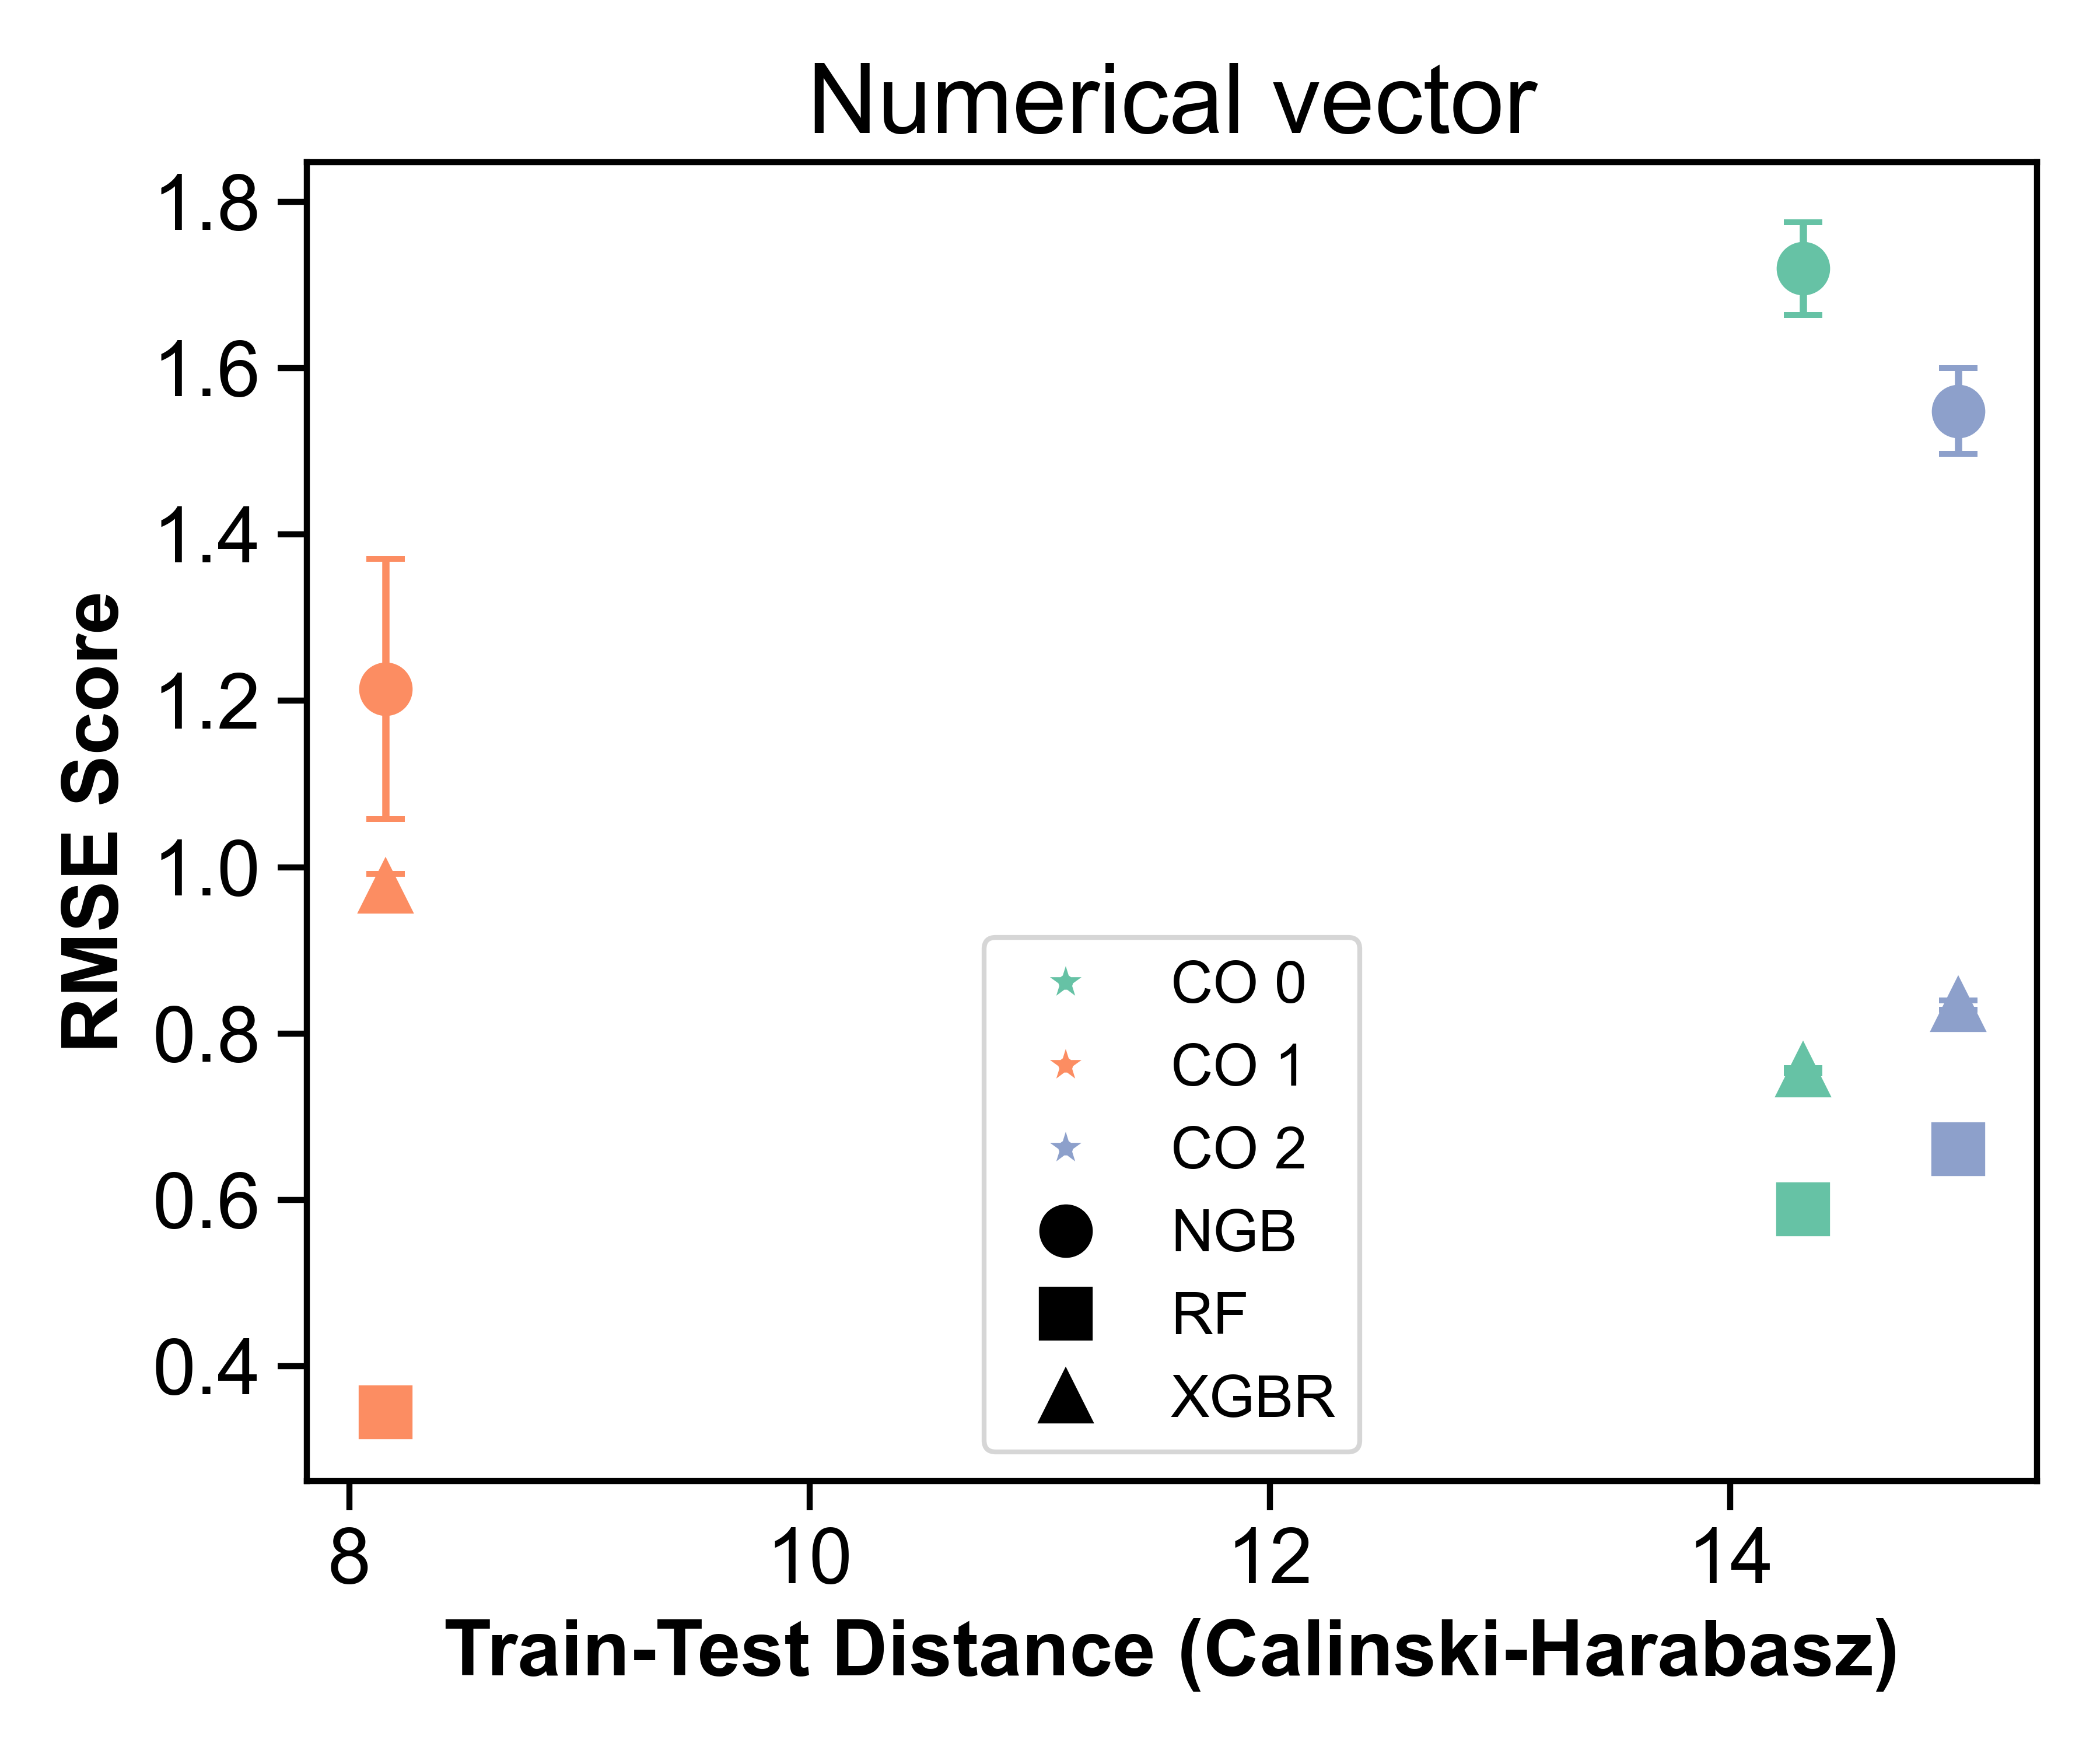 Numerical vector
1.8
1.6
1.4
1.2
1.0
0.8
0.6
0.4
RMSE Score
CO 0
CO 1
CO 2
NGB
RF
XGBR
8 10 12 14
Train-Test Distance (Calinski-Harabasz)